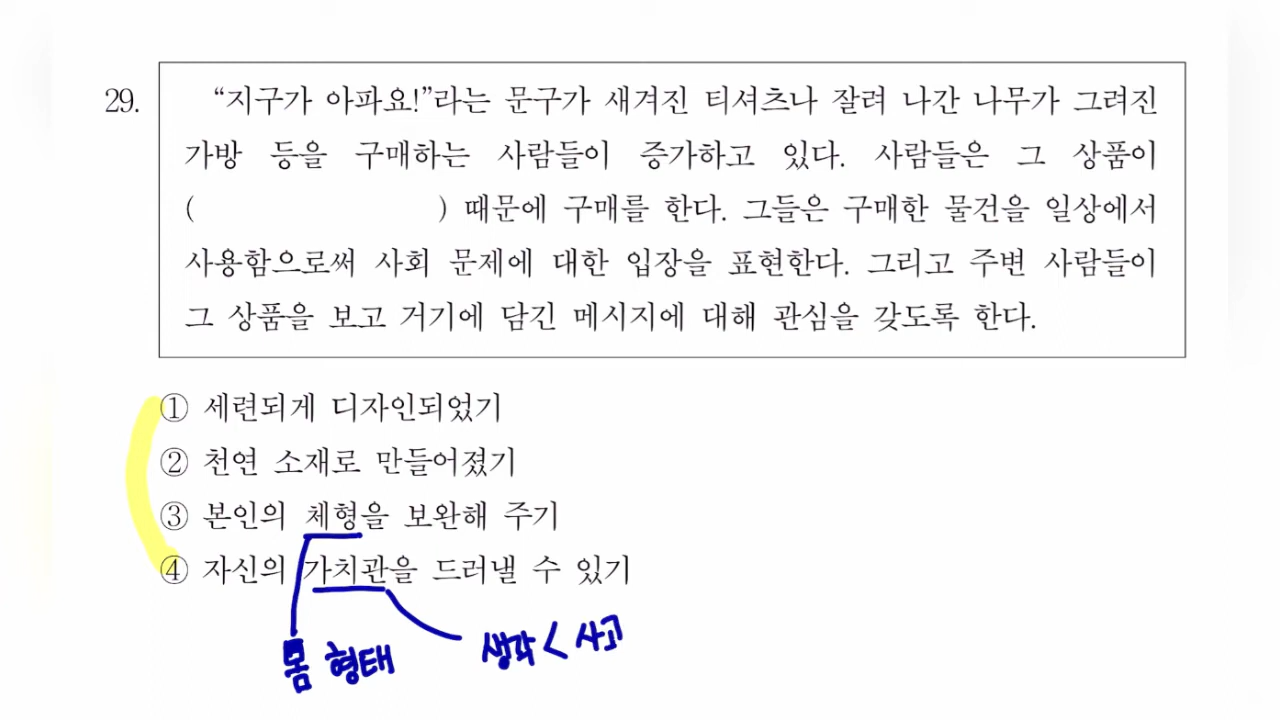 29. “지구가 아파요!”라는 문구가 새겨진 티셔츠나 잘려 나간 나무가 그려진
가방 등을 구매하는 사람들이 증가하고 있다. 사람들은 그 상품이
( ) 때문에 구매를 한다. 그들은 구매한 물건을 일상에서
사용함으로써 사회 문제에 대한 입장을 표현한다. 그리고 주변 사람들이
그 상품을 보고 거기에 담긴 메시지에 대해 관심을 갖도록 한다.
① 세련되게 디자인되었기
② 천연 소재로 만들어졌기
③ 본인의 체형을 보완해 주기
④ 자신의 가치관을 드러낼 수 있기
몸 형태
생각 < 사고